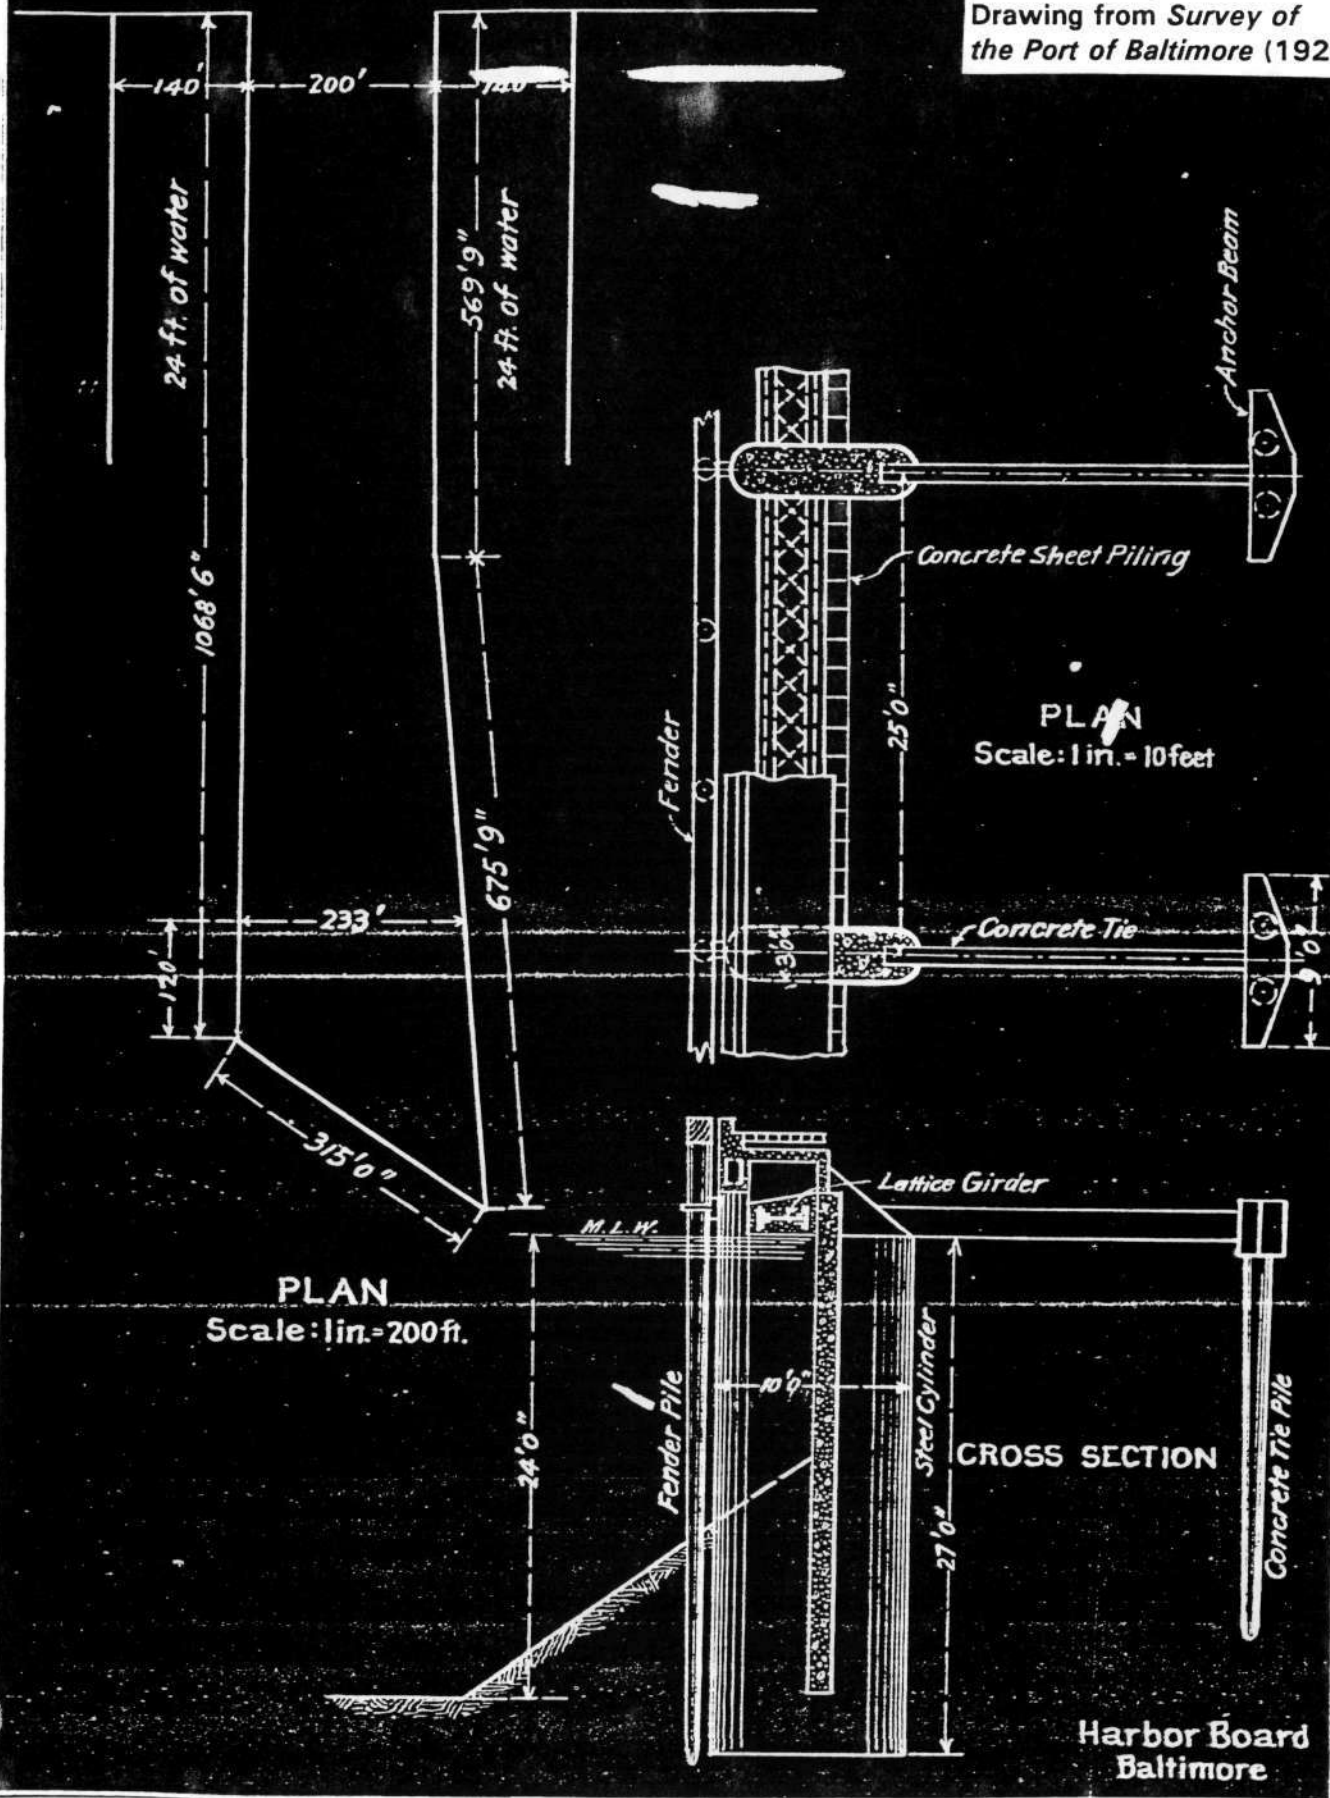 Drawing from Survey of
the Port of Baltimore (192
140'
200'
140'
24 ft. of water
569'9"
24 ft. of water
Anchor Beam
1068'6"
Concrete Sheet Piling
25'0"
PLAN
Scale: 1 in. = 10 feet
Fender
675'9"
233'
120'
3'0"
Concrete Tie
9'0"
315'0"
Lattice Girder
M.L.W.
PLAN
Scale: 1 in. = 200 ft.
10'0"
24'0"
Fender Pile
Steel Cylinder
CROSS SECTION
27'0"
Concrete Tie Pile
Harbor Board
Baltimore